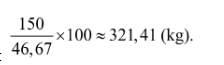 150/46,67 × 100 ≈ 321,41 (kg).